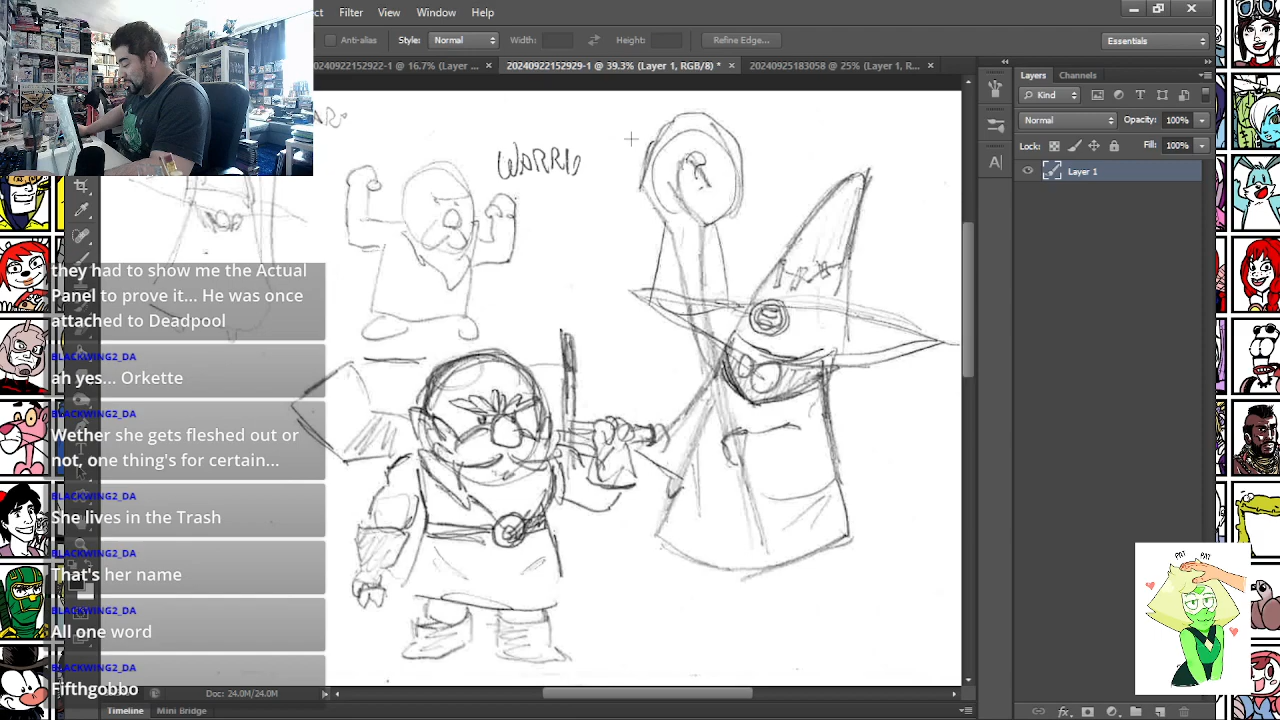 Filter View Window Help
Anti-alias Style: Normal Width: Height: Refine Edge... Essentials
20240922152922-1 @ 16.7% (Layer ... × 20240922152929-1 @ 39.3% (Layer 1, RGB/8) * × 20240925183058 @ 25% (Layer 1, R... ×
WORRY
they had to show me the Actual
Panel to prove it... He was once
attached to Deadpool
BLACKWING2_DA
ah yes... Orkette
BLACKWING2_DA
Wether she gets fleshed out or
not, one thing's for certain...
BLACKWING2_DA
She lives in the Trash
BLACKWING2_DA
That's her name
BLACKWING2_DA
All one word
BLACKWING2_DA
Fifthgobbo
Layers Channels
Kind
Normal Opacity: 100%
Lock: Fill:
Layer 1
Doc: 24.0M/24.0M
Timeline Mini Bridge